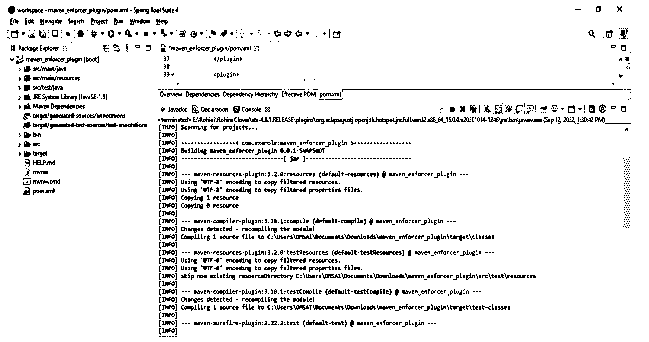 workspace - maven_enforcer_plugin/pom.xml - Spring Tool Suite 4
File Edit Navigate Search Project Run Window Help
Package Explorer
maven_enforcer_plugin [boot]
src/main/java
src/main/resources
src/test/java
JRE System Library [JavaSE-1.8]
Maven Dependencies
target/generated-sources/annotations
target/generated-test-sources/test-annotations
bin
src
target
HELP.md
mvnw
mvnw.cmd
pom.xml
*maven_enforcer_plugin/pom.xml
37 </plugin>
38
39 <plugin>
Overview Dependencies Dependency Hierarchy Effective POM pom.xml
Javadoc Declaration Console
[INFO] Scanning for projects...
[INFO]
[INFO] com.example:maven_enforcer_plugin
[INFO] Building maven_enforcer_plugin 0.0.1-SNAPSHOT
[INFO] [ jar ]
[INFO]
[INFO] --- maven-resources-plugin:3.2.0:resources (default-resources) @ maven_enforcer_plugin ---
[INFO] Using 'UTF-8' encoding to copy filtered resources.
[INFO] Using 'UTF-8' encoding to copy filtered properties files.
[INFO] Copying 1 resource
[INFO] Copying 0 resource
[INFO]
[INFO] --- maven-compiler-plugin:3.10.1:compile (default-compile) @ maven_enforcer_plugin ---
[INFO] Changes detected - recompiling the module!
[INFO] Compiling 1 source file to C:\Users\OMSAI\Documents\Downloads\maven_enforcer_plugin\target\classes
[INFO]
[INFO] --- maven-resources-plugin:3.2.0:testResources (default-testResources) @ maven_enforcer_plugin ---
[INFO] Using 'UTF-8' encoding to copy filtered resources.
[INFO] Using 'UTF-8' encoding to copy filtered properties files.
[INFO] skip non existing resourceDirectory C:\Users\OMSAI\Documents\Downloads\maven_enforcer_plugin\src\test\resources
[INFO]
[INFO] --- maven-compiler-plugin:3.10.1:testCompile (default-testCompile) @ maven_enforcer_plugin ---
[INFO] Changes detected - recompiling the module!
[INFO] Compiling 1 source file to C:\Users\OMSAI\Documents\Downloads\maven_enforcer_plugin\target\test-classes
[INFO]
[INFO] --- maven-surefire-plugin:2.22.2:test (default-test) @ maven_enforcer_plugin ---
[INFO]